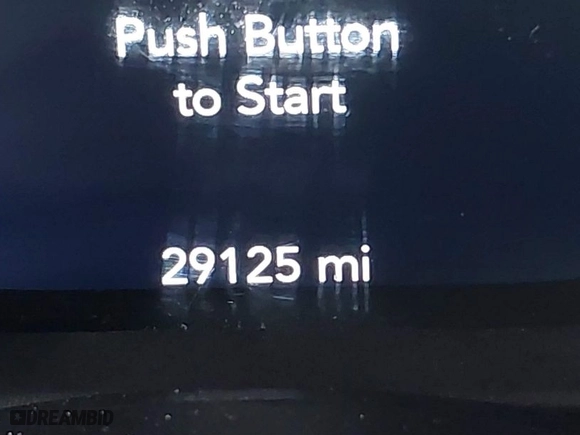 Push Button
to Start
29125 mi
DREAMBID